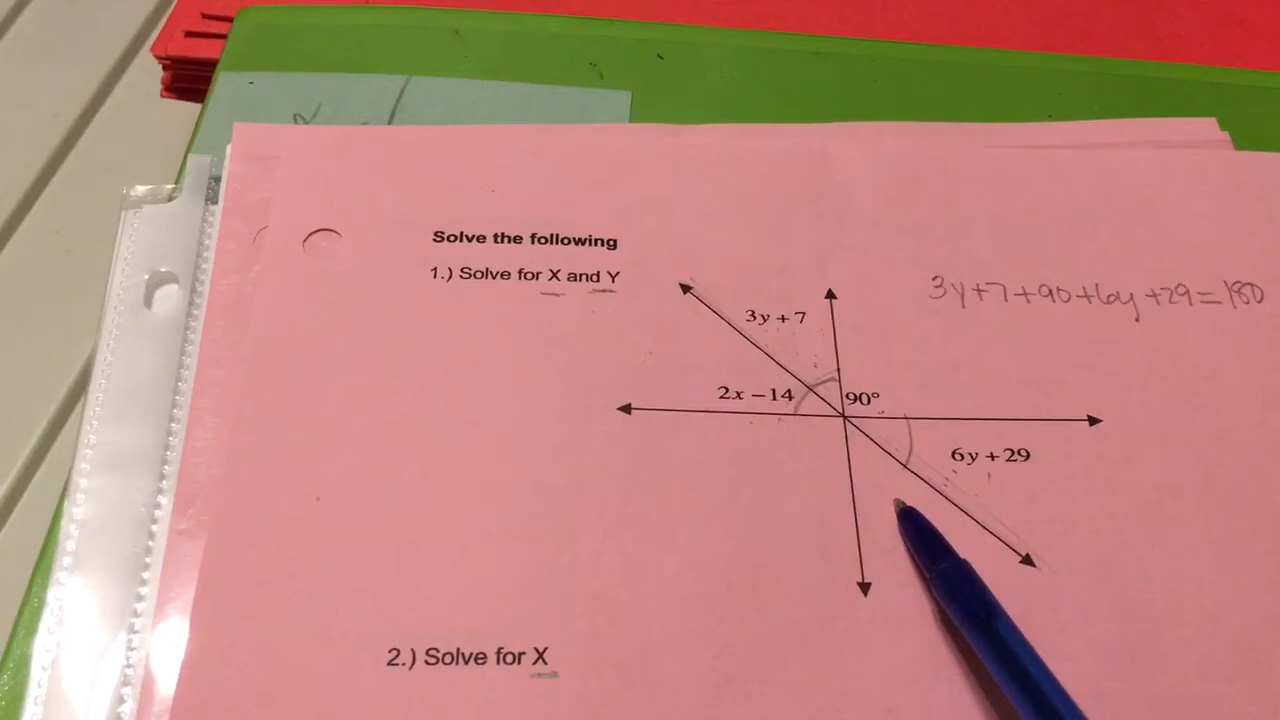 Solve the following
1.) Solve for X and Y
3y+7+90+6y+29=180
3y + 7
2x - 14
90°
6y + 29
2.) Solve for X